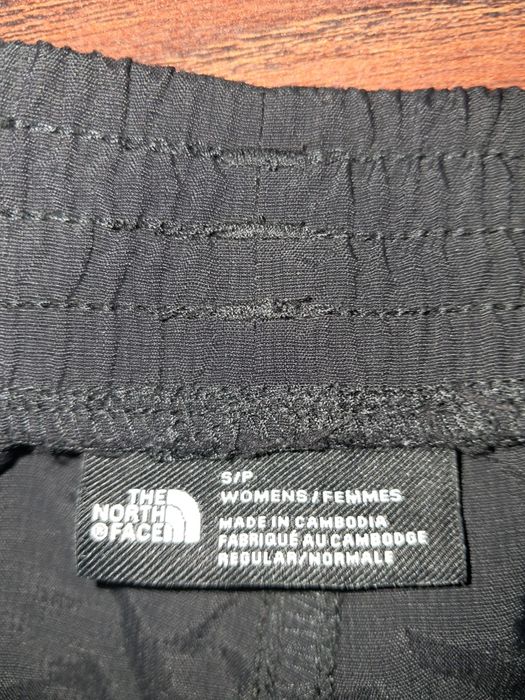 THE
NORTH
®FACE
S/P
WOMENS/FEMMES
MADE IN CAMBODIA
FABRIQUÉ AU CAMBODGE
REGULAR/NORMALE